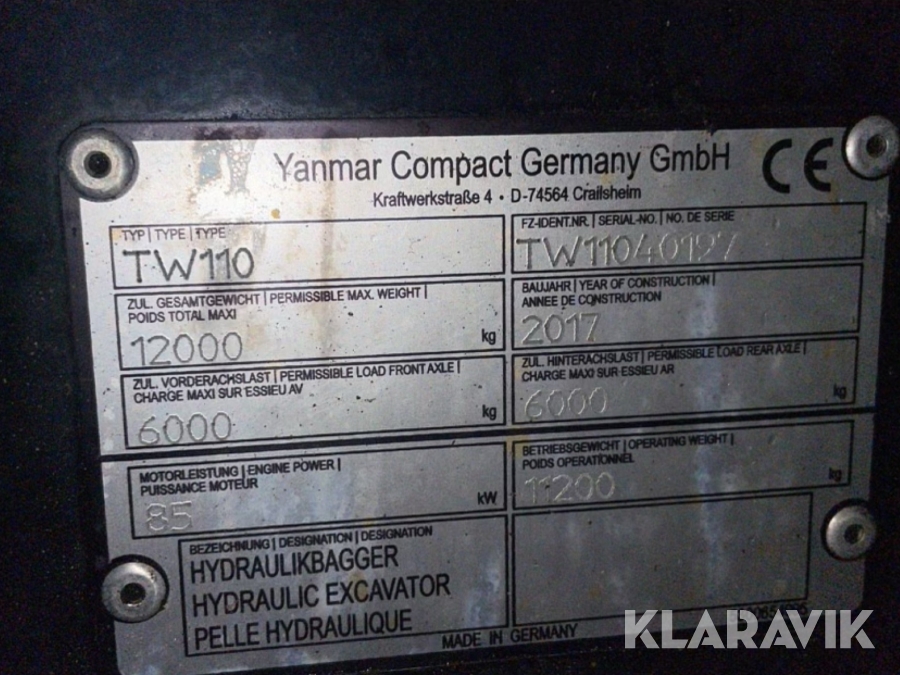 Yanmar Compact Germany GmbH
CE
Kraftwerkstraße 4 · D-74564 Crailsheim
TYP | TYPE | TYPE
TW110
FZ-IDENT.NR. | SERIAL-NO. | NO. DE SERIE
TW11040197
ZUL. GESAMTGEWICHT | PERMISSIBLE MAX. WEIGHT |
POIDS TOTAL MAXI
12000 kg
BAUJAHR | YEAR OF CONSTRUCTION |
ANNEE DE CONSTRUCTION
2017
ZUL. VORDERACHSLAST | PERMISSIBLE LOAD FRONT AXLE |
CHARGE MAXI SUR ESSIEU AV
6000 kg
ZUL. HINTERACHSLAST | PERMISSIBLE LOAD REAR AXLE |
CHARGE MAXI SUR ESSIEU AR
6000 kg
MOTORLEISTUNG | ENGINE POWER |
PUISSANCE MOTEUR
85 kW
BETRIEBSGEWICHT | OPERATING WEIGHT |
POIDS OPERATIONNEL
11200 kg
BEZEICHNUNG | DESIGNATION | DESIGNATION
HYDRAULIKBAGGER
HYDRAULIC EXCAVATOR
PELLE HYDRAULIQUE
MADE IN GERMANY
KLARAVIK